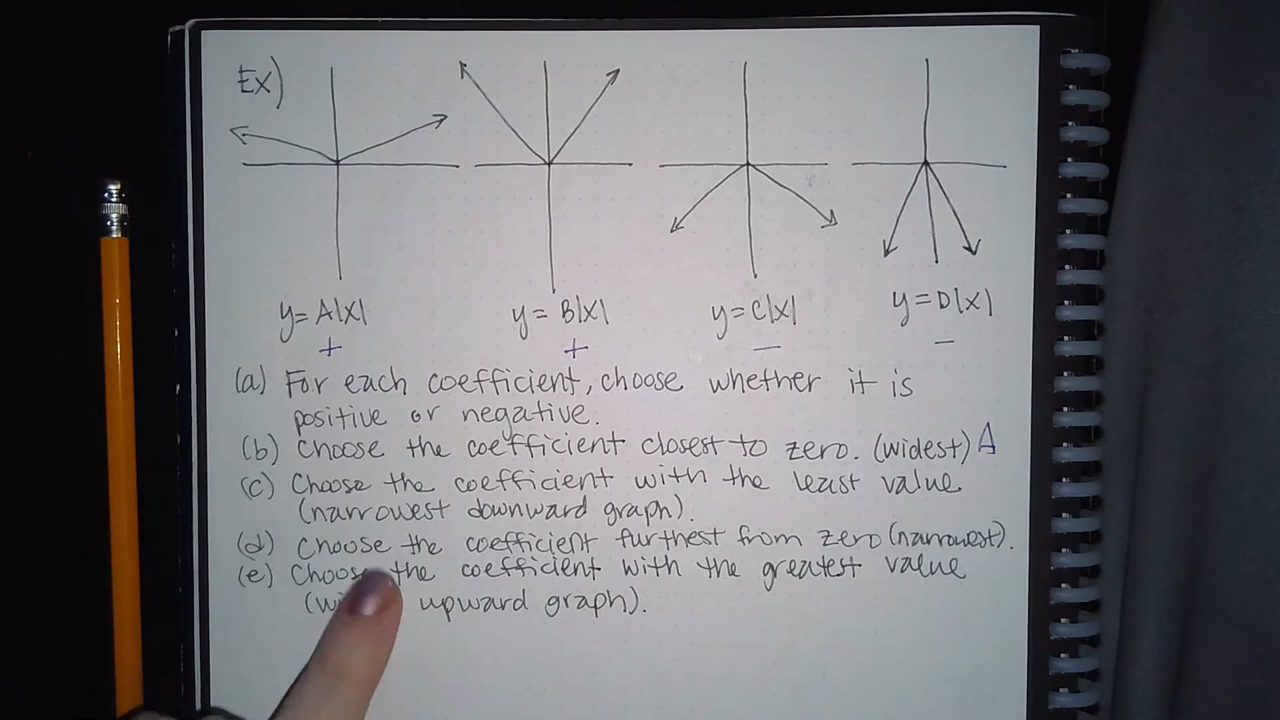 Ex)
y=A|x| y=B|x| y=C|x| y=D|x|
+ + − −
(a) For each coefficient, choose whether it is
positive or negative.
(b) Choose the coefficient closest to zero. (widest) A
(c) Choose the coefficient with the least value
(narrowest downward graph).
(d) Choose the coefficient furthest from zero (narrowest).
(e) Choose the coefficient with the greatest value
upward graph).